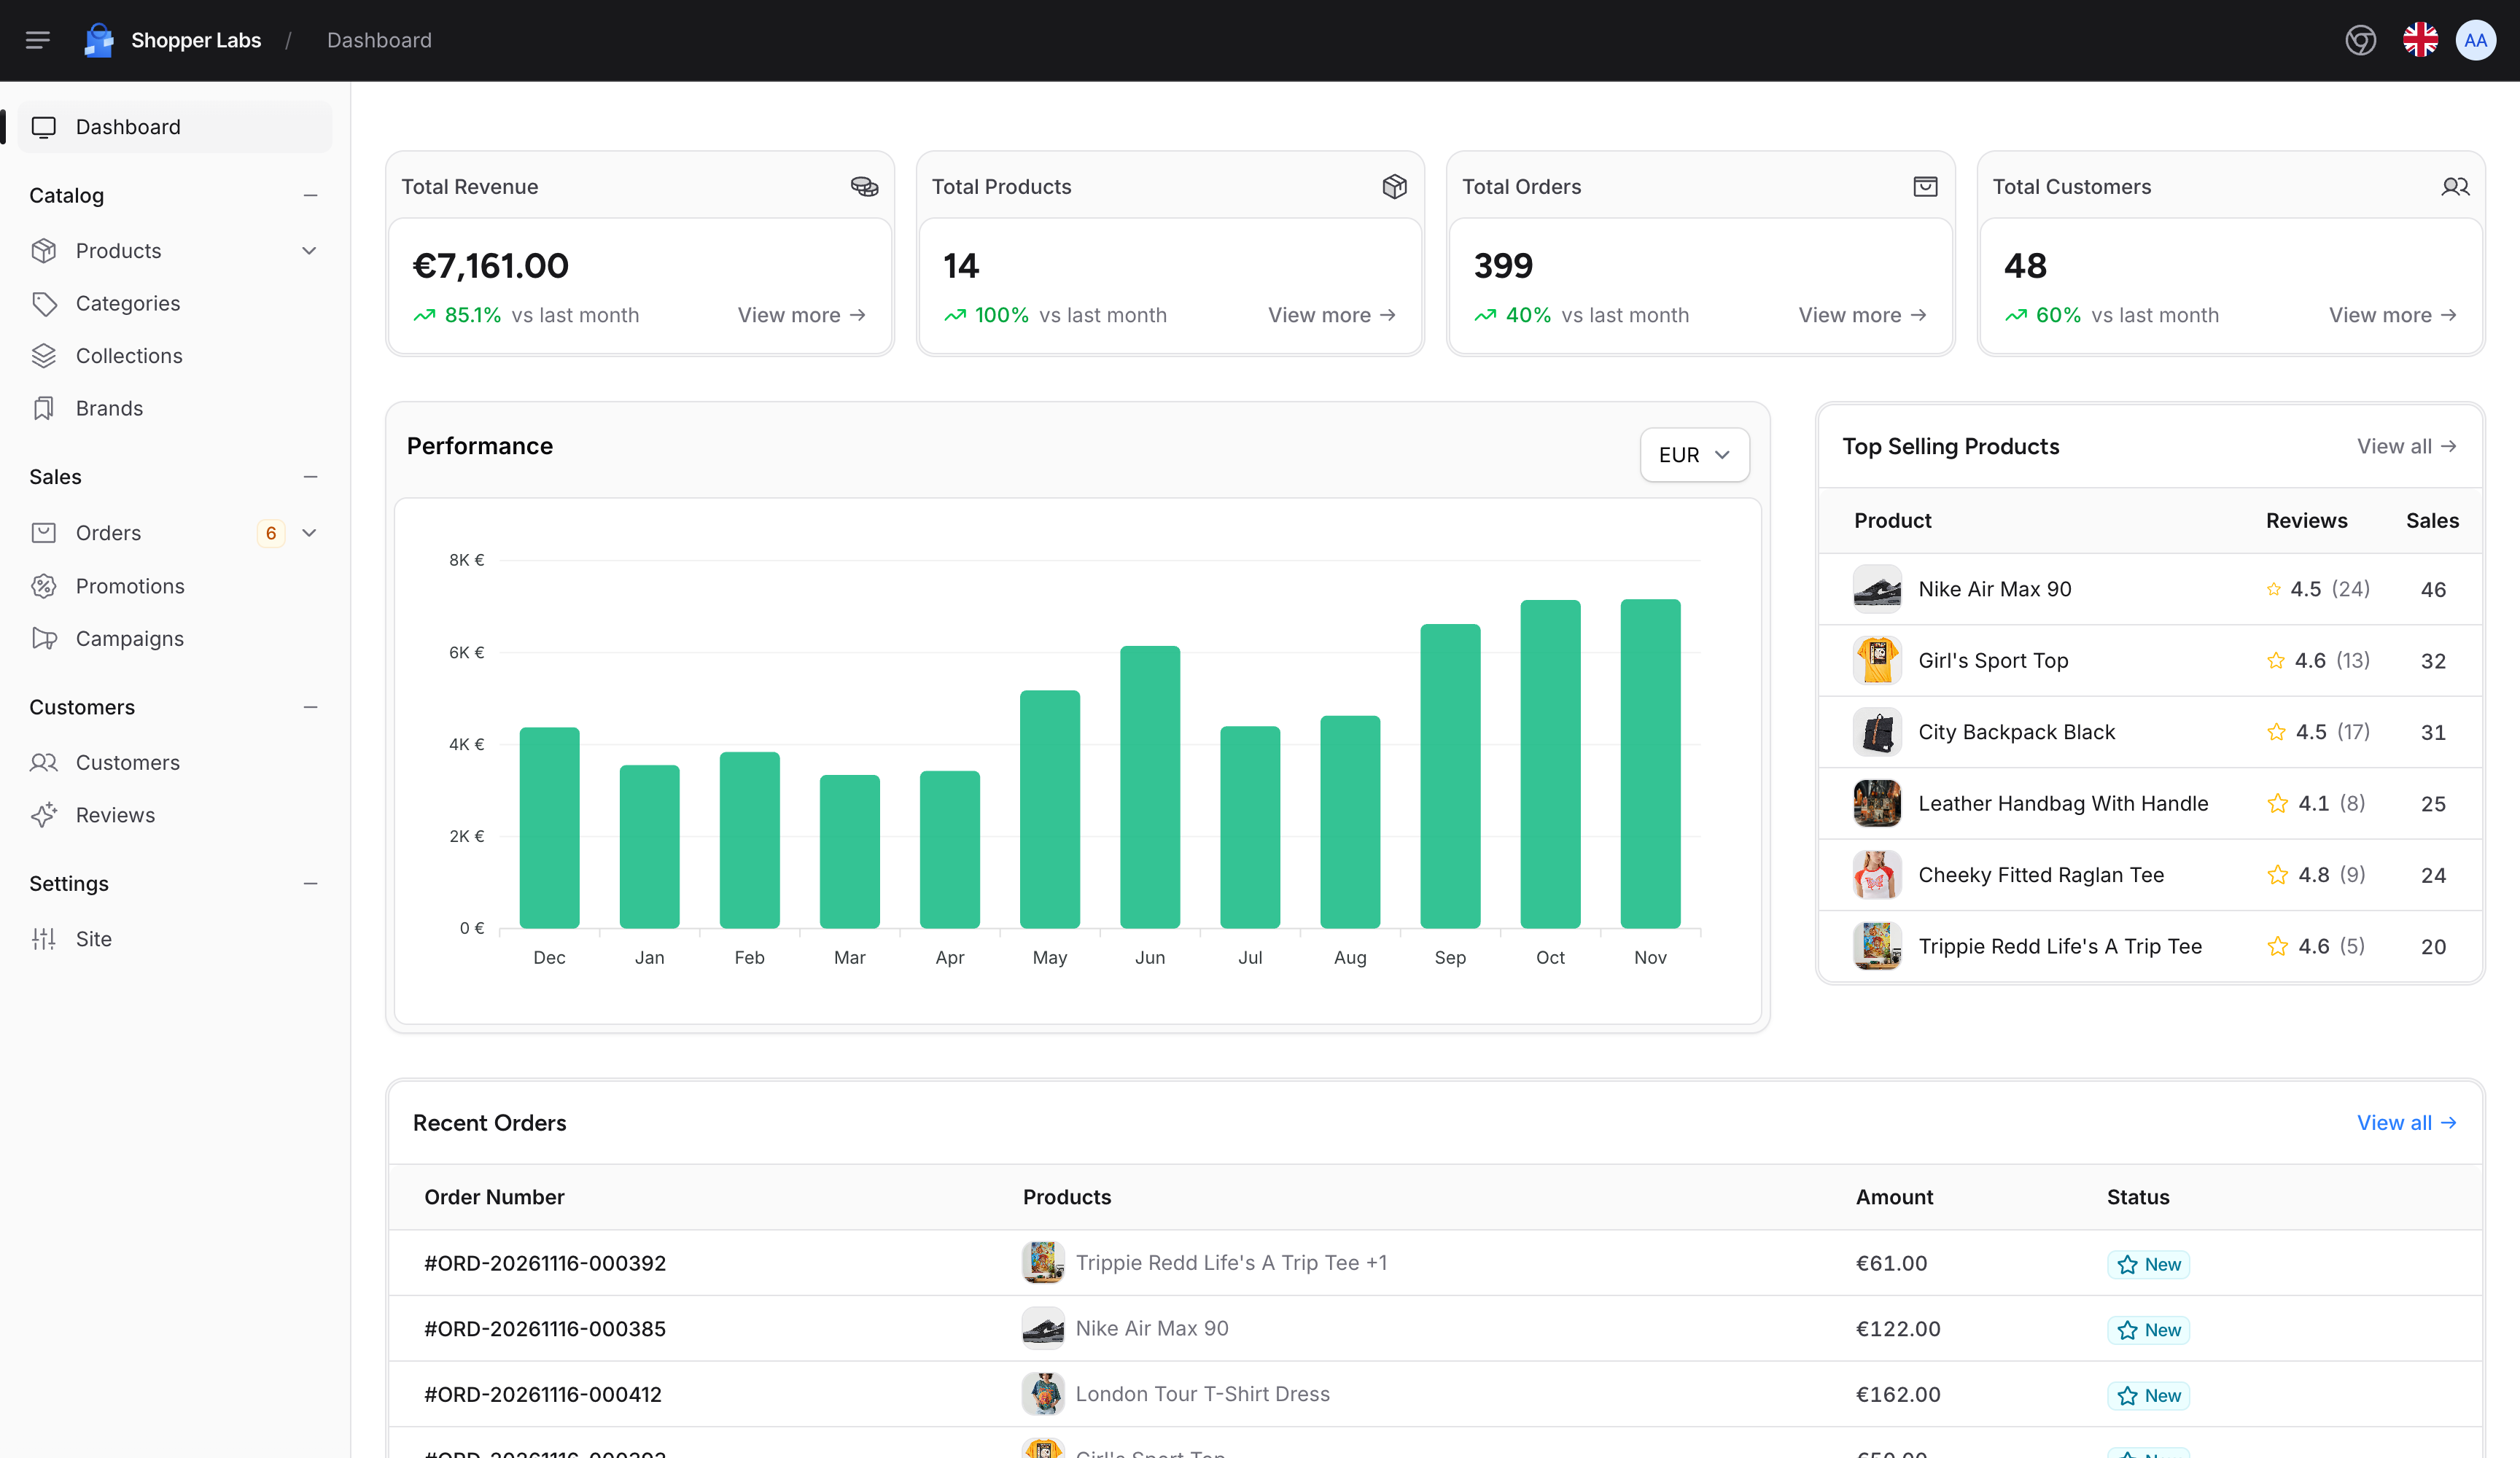 Shopper Labs / Dashboard
AA
Dashboard
Catalog
Products
Categories
Collections
Brands
Sales
Orders 6
Promotions
Campaigns
Customers
Customers
Reviews
Settings
Site
Total Revenue
€7,161.00
85.1% vs last month View more →
Total Products
14
100% vs last month View more →
Total Orders
399
40% vs last month View more →
Total Customers
48
60% vs last month View more →
Performance
EUR
8K €
6K €
4K €
2K €
0 €
Dec Jan Feb Mar Apr May Jun Jul Aug Sep Oct Nov
Top Selling Products View all →
Product Reviews Sales
Nike Air Max 90 4.5 (24) 46
Girl's Sport Top 4.6 (13) 32
City Backpack Black 4.5 (17) 31
Leather Handbag With Handle 4.1 (8) 25
Cheeky Fitted Raglan Tee 4.8 (9) 24
Trippie Redd Life's A Trip Tee 4.6 (5) 20
Recent Orders View all →
Order Number Products Amount Status
#ORD-20261116-000392 Trippie Redd Life's A Trip Tee +1 €61.00 New
#ORD-20261116-000385 Nike Air Max 90 €122.00 New
#ORD-20261116-000412 London Tour T-Shirt Dress €162.00 New
Girl's Sport Top